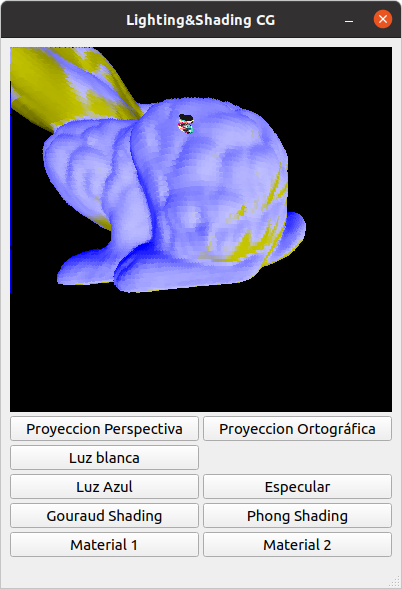 Lighting&Shading CG
Proyeccion Perspectiva
Proyeccion Ortográfica
Luz blanca
Luz Azul
Especular
Gouraud Shading
Phong Shading
Material 1
Material 2